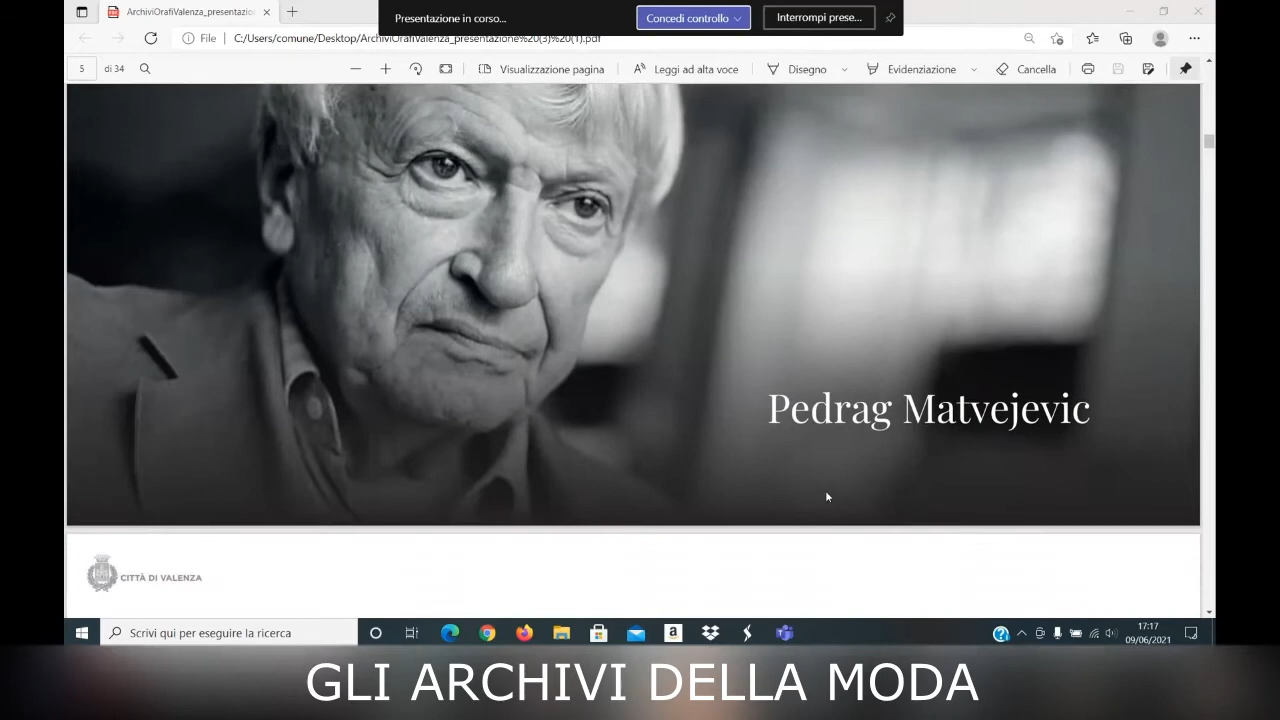 ArchiviOrafiValenza_presentazio
Presentazione in corso...
Concedi controllo
Interrompi prese...
File
C:/Users/comune/Desktop/ArchiviOrafiValenza_presentazione%20(3)%20(1).pdf
5
di 34
Visualizzazione pagina
Leggi ad alta voce
Disegno
Evidenziazione
Cancella
Pedrag Matvejevic
CITTÀ DI VALENZA
Scrivi qui per eseguire la ricerca
17:17
09/06/2021
GLI ARCHIVI DELLA MODA